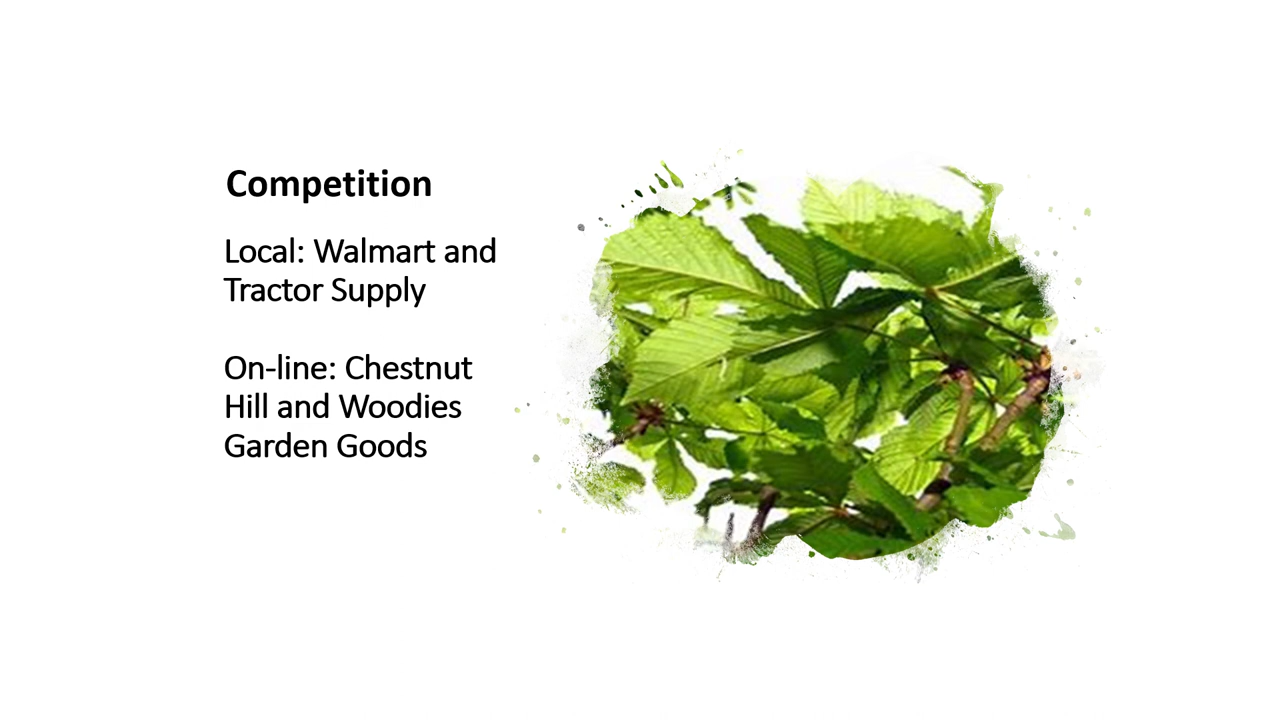 Competition
Local: Walmart and
Tractor Supply
On-line: Chestnut
Hill and Woodies
Garden Goods